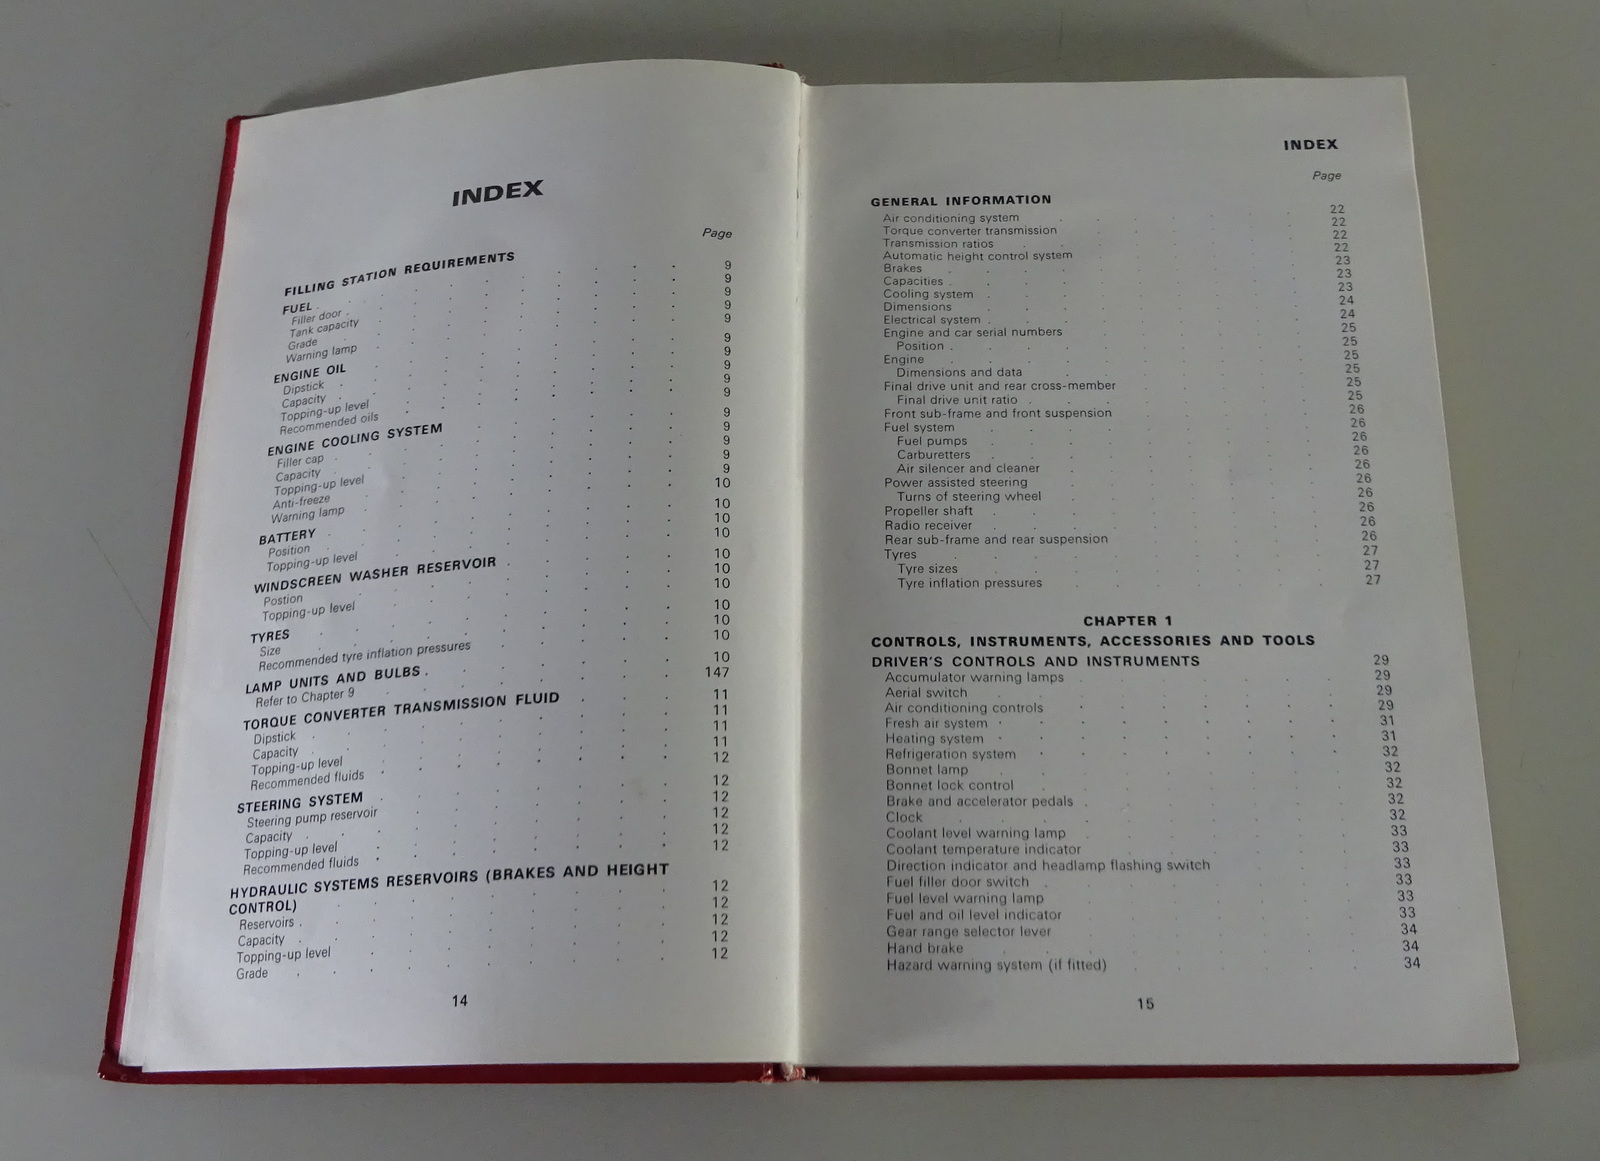 INDEX
Page
FILLING STATION REQUIREMENTS
FUEL 9
Filler door 9
Tank capacity 9
Grade 9
Warning lamp 9
ENGINE OIL 9
Dipstick 9
Capacity 9
Topping-up level 9
Recommended oils 9
ENGINE COOLING SYSTEM 9
Filler cap 9
Capacity 9
Topping-up level 9
Anti-freeze 9
Warning lamp 10
BATTERY 10
Position 10
Topping-up level 10
WINDSCREEN WASHER RESERVOIR 10
Postion 10
Topping-up level 10
TYRES 10
Size 10
Recommended tyre inflation pressures 10
LAMP UNITS AND BULBS 10
Refer to Chapter 9 147
TORQUE CONVERTER TRANSMISSION FLUID 11
Dipstick 11
Capacity 11
Topping-up level 11
Recommended fluids 12
STEERING SYSTEM 12
Steering pump reservoir 12
Capacity 12
Topping-up level 12
Recommended fluids 12
HYDRAULIC SYSTEMS RESERVOIRS (BRAKES AND HEIGHT
CONTROL) 12
Reservoirs 12
Capacity 12
Topping-up level 12
Grade 12
14
INDEX
Page
GENERAL INFORMATION
Air conditioning system 22
Torque converter transmission 22
Transmission ratios 22
Automatic height control system 22
Brakes 23
Capacities 23
Cooling system 23
Dimensions 24
Electrical system 24
Engine and car serial numbers 25
Position 25
Engine 25
Dimensions and data 25
Final drive unit and rear cross-member 25
Final drive unit ratio 25
Front sub-frame and front suspension 26
Fuel system 26
Fuel pumps 26
Carburetters 26
Air silencer and cleaner 26
Power assisted steering 26
Turns of steering wheel 26
Propeller shaft 26
Radio receiver 26
Rear sub-frame and rear suspension 26
Tyres 27
Tyre sizes 27
Tyre inflation pressures 27
CHAPTER 1
CONTROLS, INSTRUMENTS, ACCESSORIES AND TOOLS
DRIVER'S CONTROLS AND INSTRUMENTS 29
Accumulator warning lamps 29
Aerial switch 29
Air conditioning controls 29
Fresh air system 31
Heating system 31
Refrigeration system 32
Bonnet lamp 32
Bonnet lock control 32
Brake and accelerator pedals 32
Clock 32
Coolant level warning lamp 33
Coolant temperature indicator 33
Direction indicator and headlamp flashing switch 33
Fuel filler door switch 33
Fuel level warning lamp 33
Fuel and oil level indicator 33
Gear range selector lever 34
Hand brake 34
Hazard warning system (if fitted) 34
15